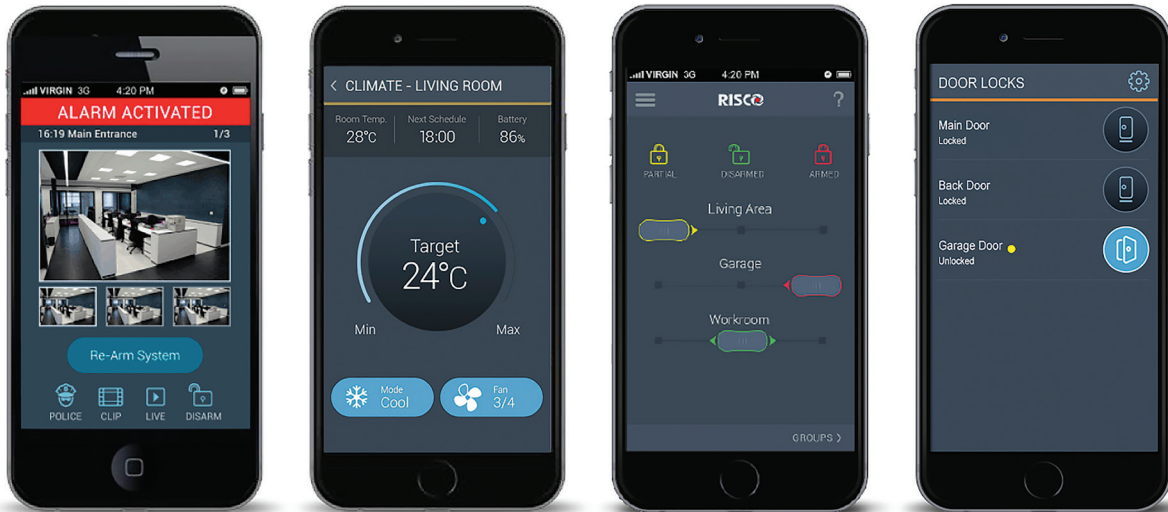 VIRGIN 3G 4:20 PM
ALARM ACTIVATED
16:19 Main Entrance 1/3
Re-Arm System
POLICE CLIP LIVE DISARM
< CLIMATE - LIVING ROOM
Room Temp. Next Schedule Battery
28°C 18:00 86%
Target
24°C
Min Max
Mode Fan
Cool 3/4
VIRGIN 3G 4:20 PM
RISCO ?
PARTIAL DISARMED ARMED
Living Area
Garage
Workroom
GROUPS >
DOOR LOCKS
Main Door
Locked
Back Door
Locked
Garage Door
Unlocked